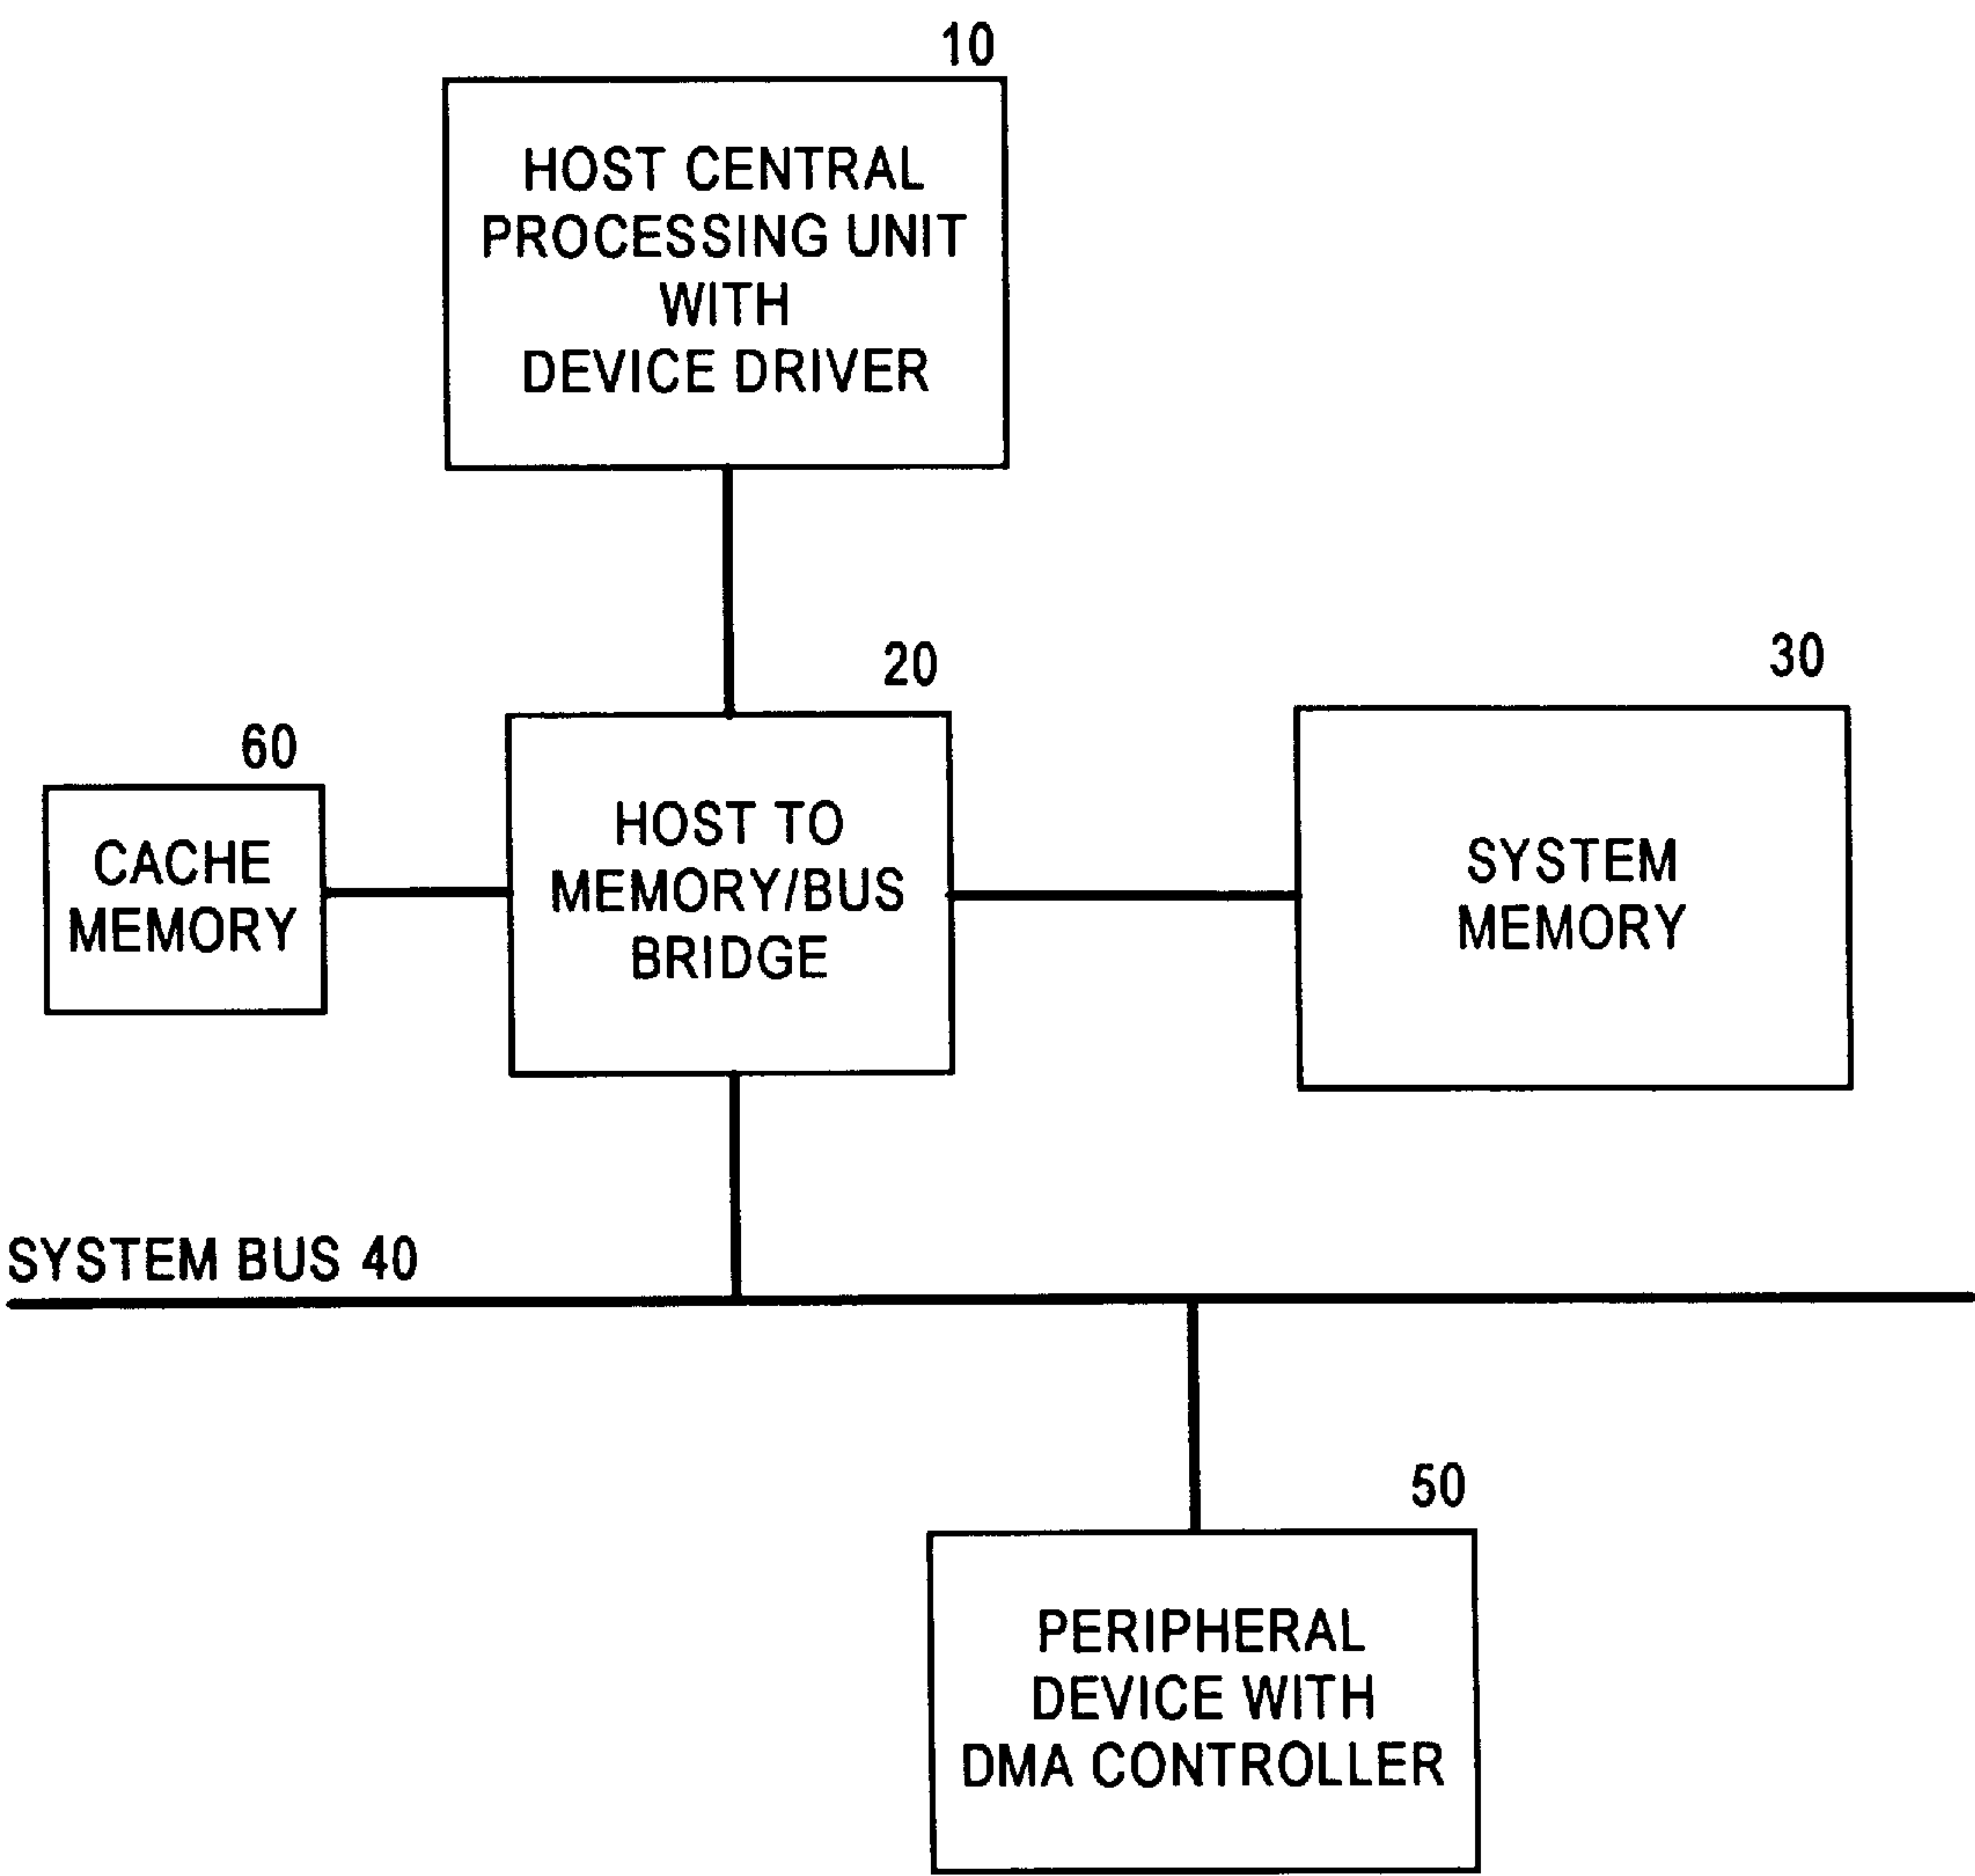 10
HOST CENTRAL
PROCESSING UNIT
WITH
DEVICE DRIVER
20
30
60
CACHE
MEMORY
HOST TO
MEMORY/BUS
BRIDGE
SYSTEM
MEMORY
SYSTEM BUS 40
50
PERIPHERAL
DEVICE WITH
DMA CONTROLLER